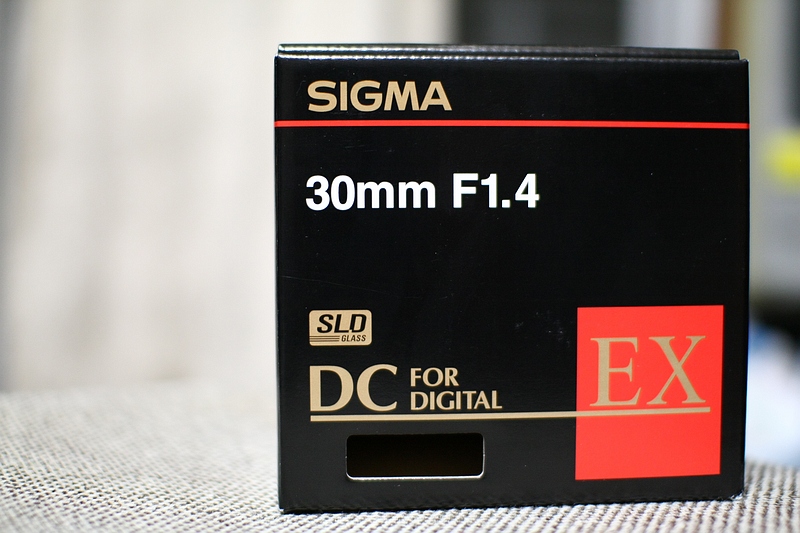 SIGMA
30mm F1.4
SLD
GLASS
DC FOR
DIGITAL
EX